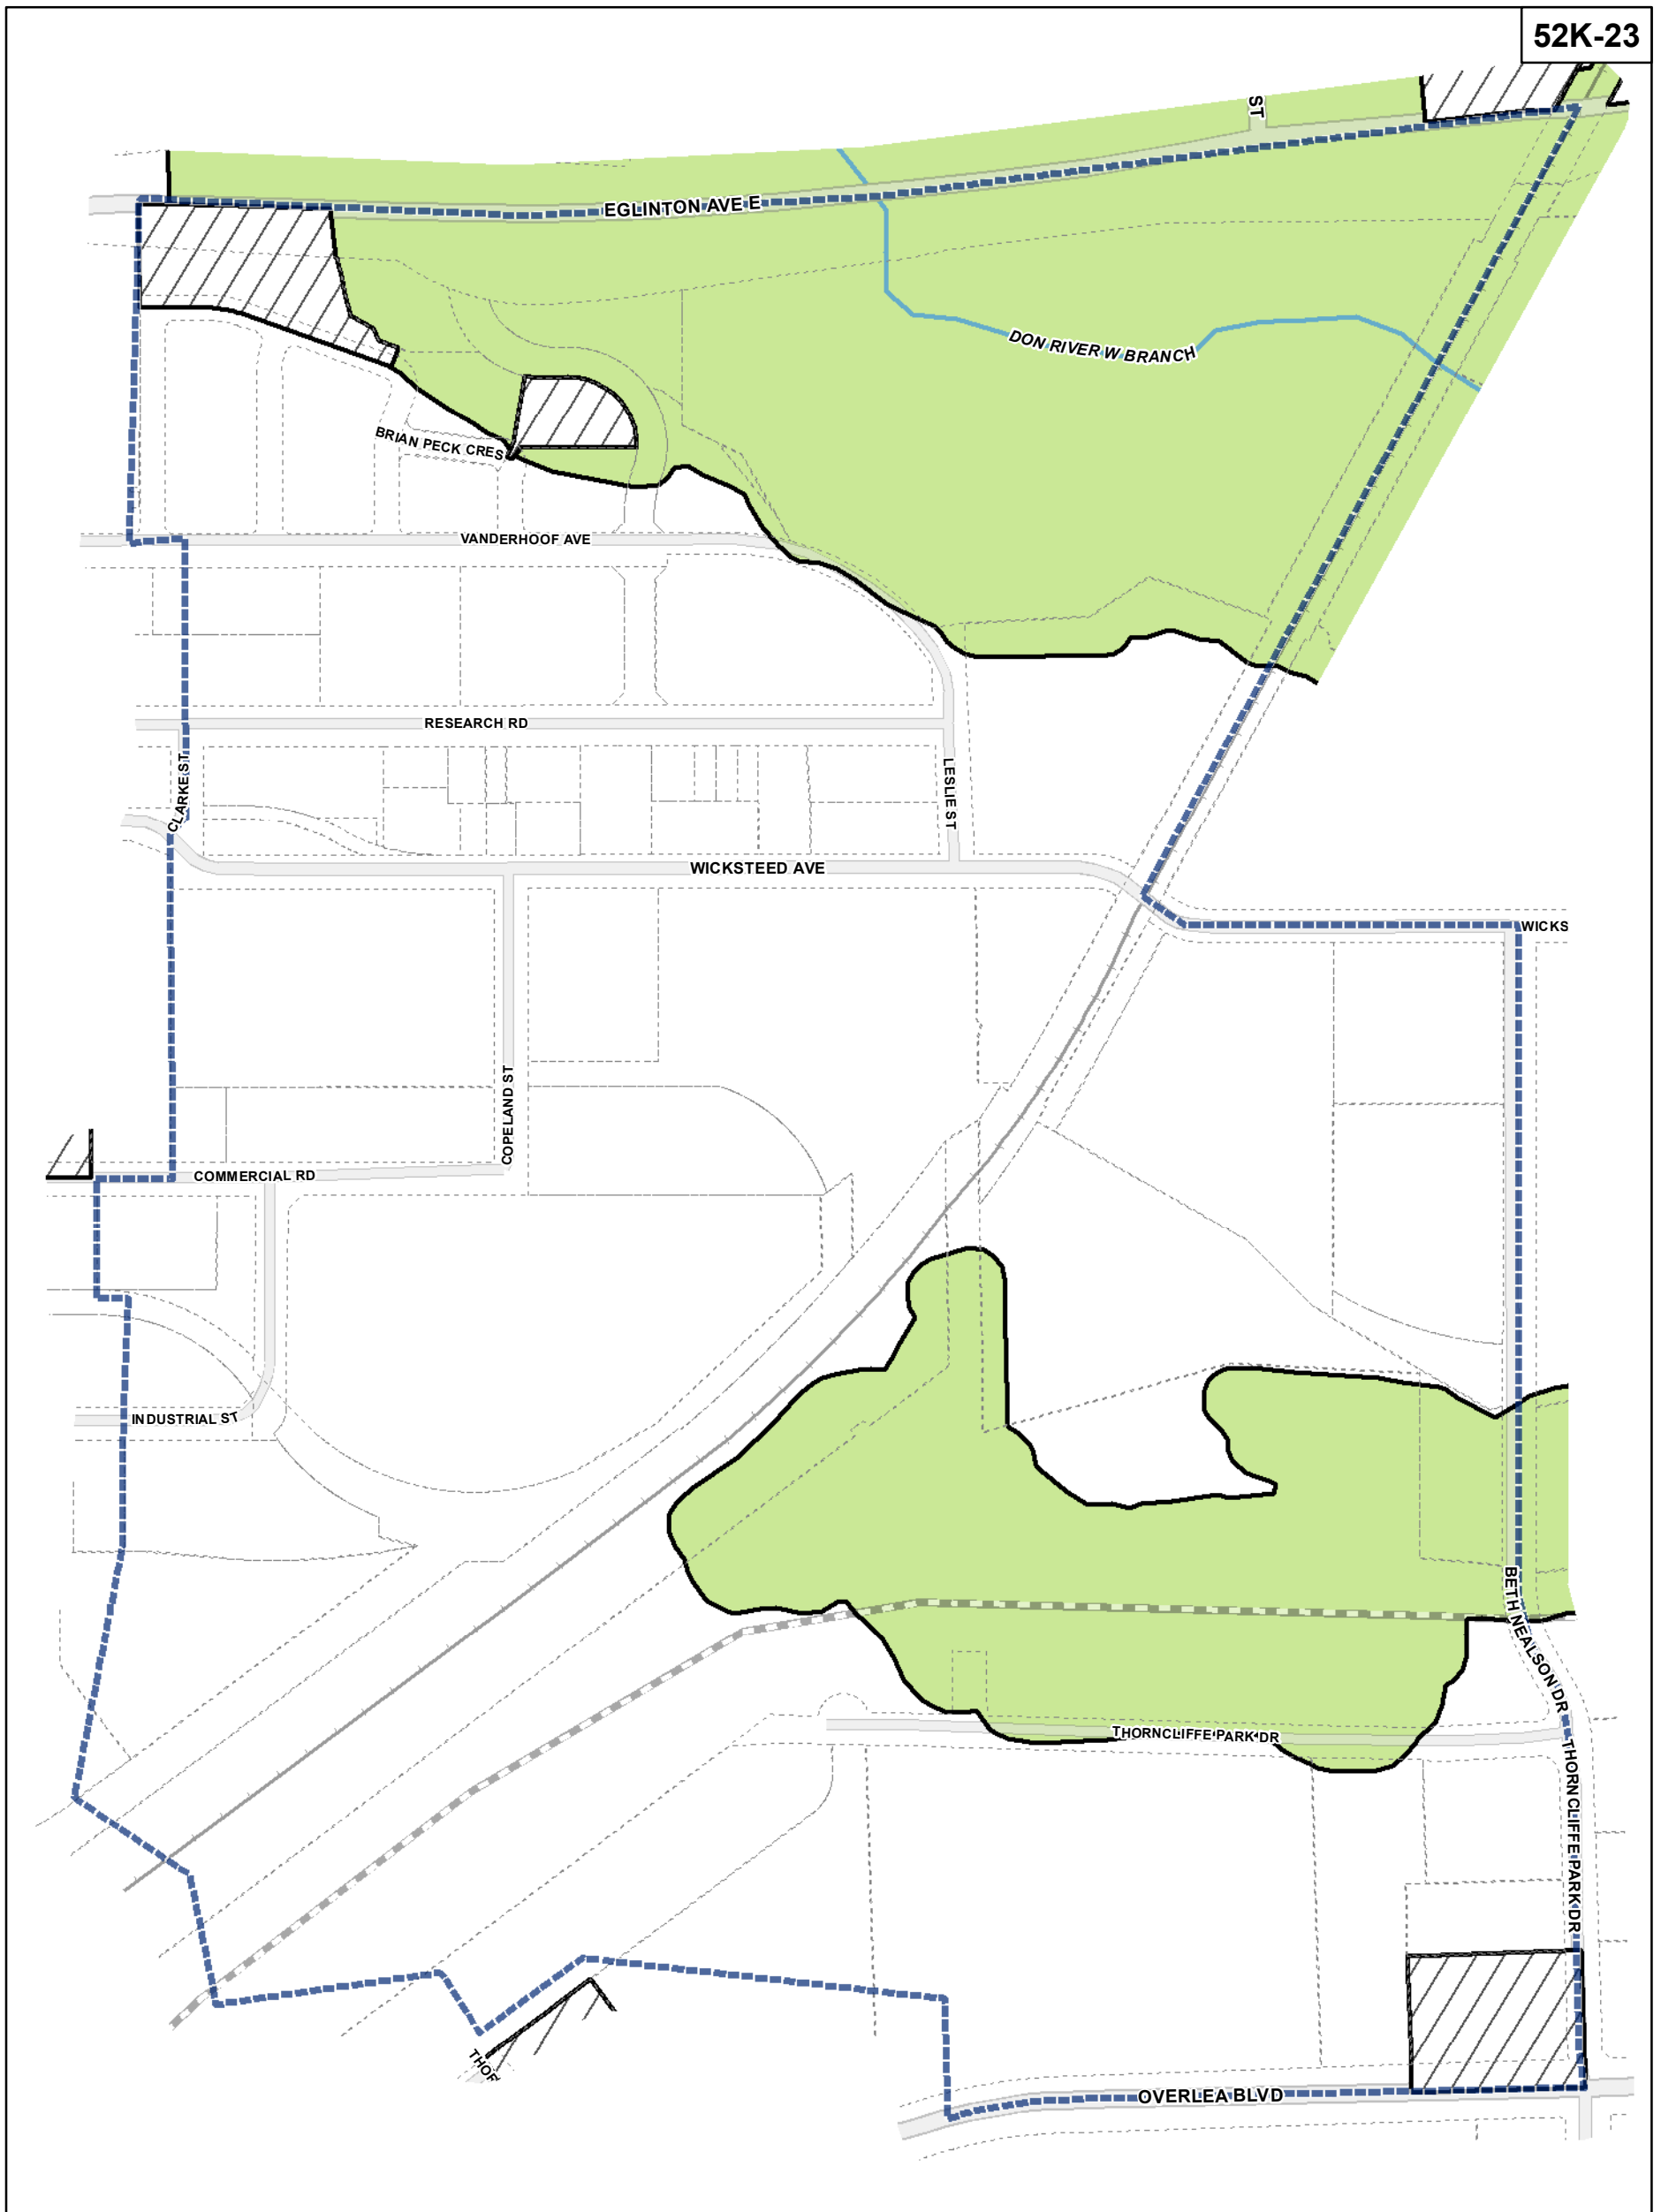 52K-23
ST
EGLINTON AVE E
DON RIVER W BRANCH
BRIAN PECK CRES
VANDERHOOF AVE
RESEARCH RD
CLARKE ST
LESLIE ST
WICKSTEED AVE
WICKS
COPELAND ST
COMMERCIAL RD
INDUSTRIAL ST
BETH NEALSON DR
THORNCLIFFE PARK DR
THORNCLIFFE PARK DR
THOR
OVERLEA BLVD